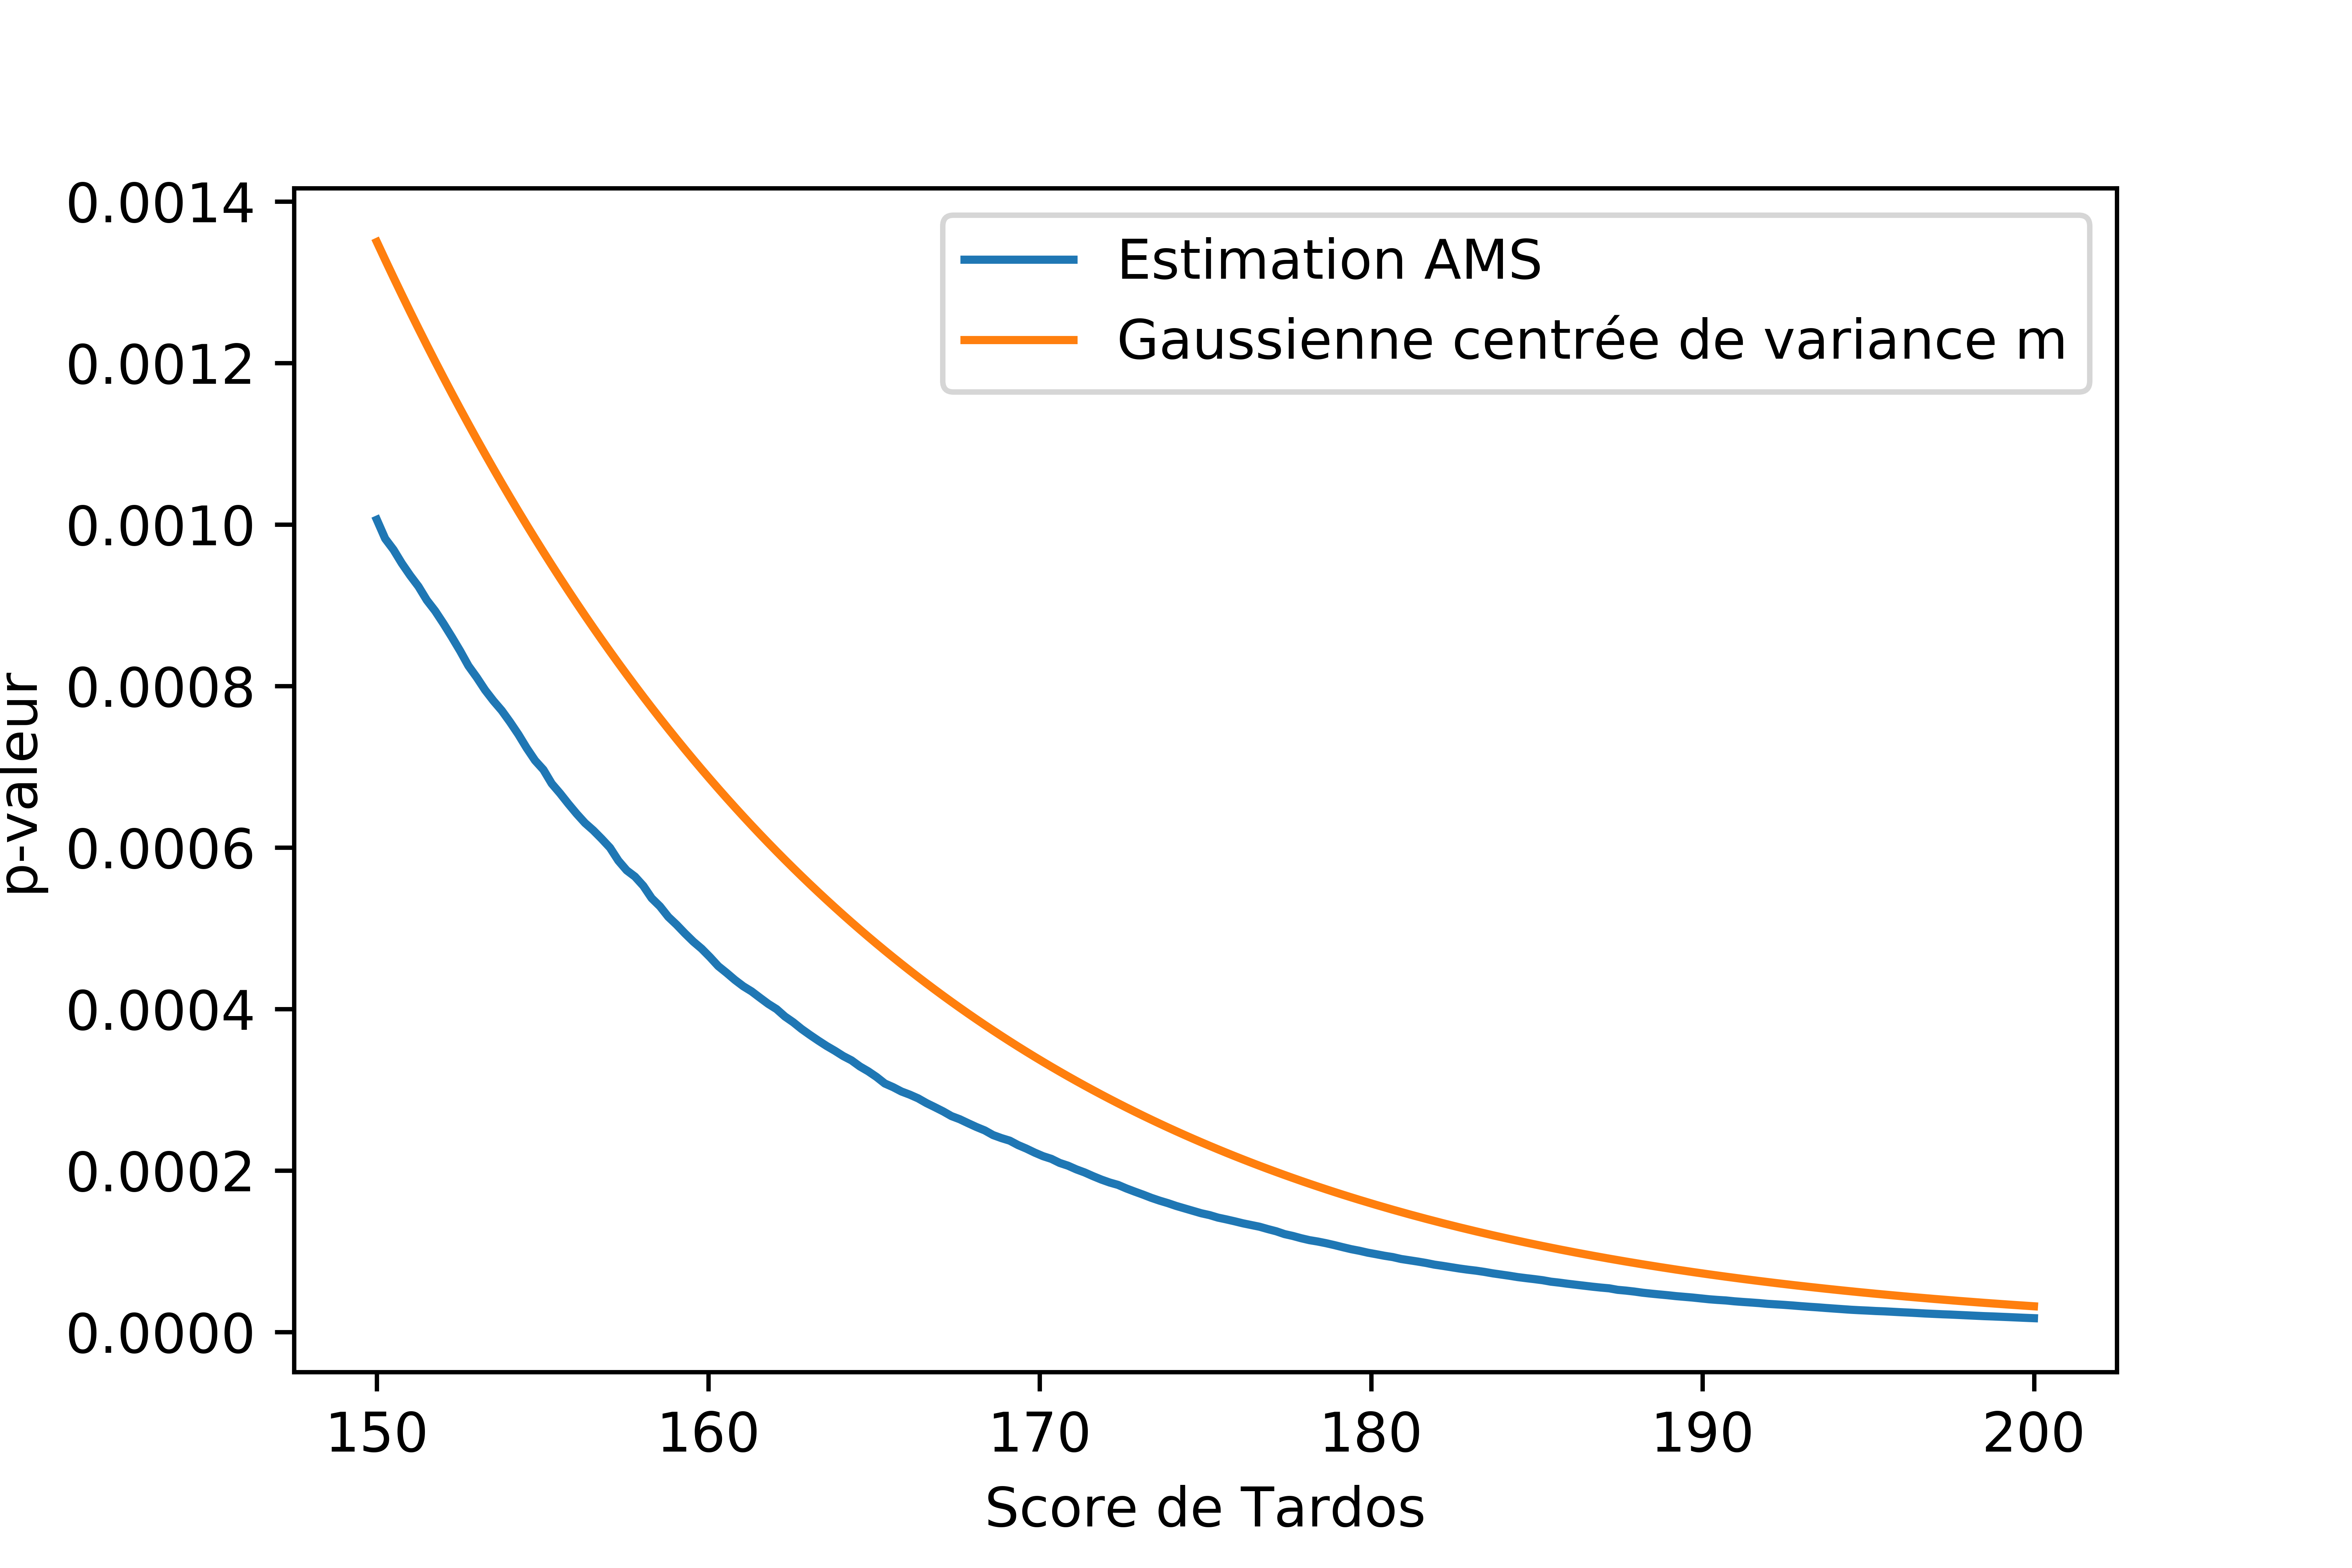 0.0014
0.0012
0.0010
0.0008
0.0006
0.0004
0.0002
0.0000
p-valeur
Estimation AMS
Gaussienne centrée de variance m
150 160 170 180 190 200
Score de Tardos